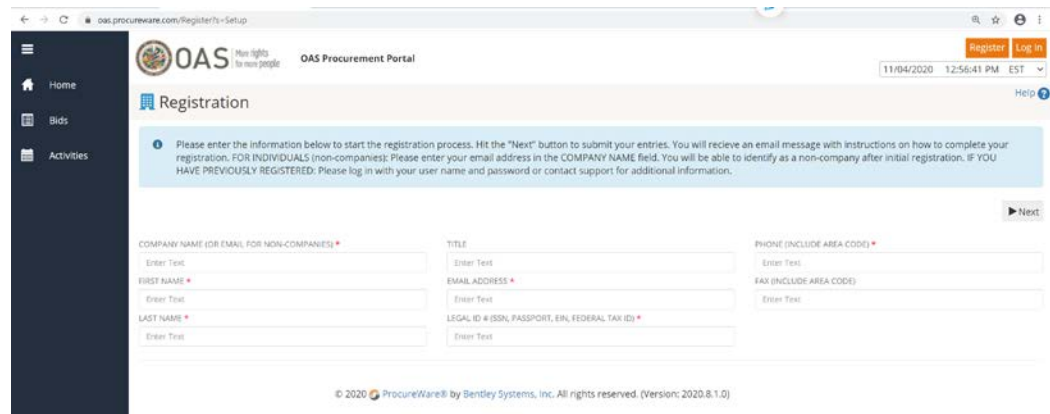 oas.procureware.com/Register?s=Setup
OAS More rights for more people
OAS Procurement Portal
Register Log In
11/04/2020 12:56:41 PM EST
Home
Bids
Activities
Registration
Help
Please enter the information below to start the registration process. Hit the "Next" button to submit your entries. You will recieve an email message with instructions on how to complete your
registration. FOR INDIVIDUALS (non-companies): Please enter your email address in the COMPANY NAME field. You will be able to identify as a non-company after initial registration. IF YOU
HAVE PREVIOUSLY REGISTERED: Please log in with your user name and password or contact support for additional information.
Next
COMPANY NAME (OR EMAIL FOR NON-COMPANIES) * TITLE PHONE (INCLUDE AREA CODE) *
Enter Text Enter Text Enter Text
FIRST NAME * EMAIL ADDRESS * FAX (INCLUDE AREA CODE)
Enter Text Enter Text Enter Text
LAST NAME * LEGAL ID # (SSN, PASSPORT, EIN, FEDERAL TAX ID) *
Enter Text Enter Text
© 2020 ProcureWare® by Bentley Systems, Inc. All rights reserved. (Version: 2020.8.1.0)